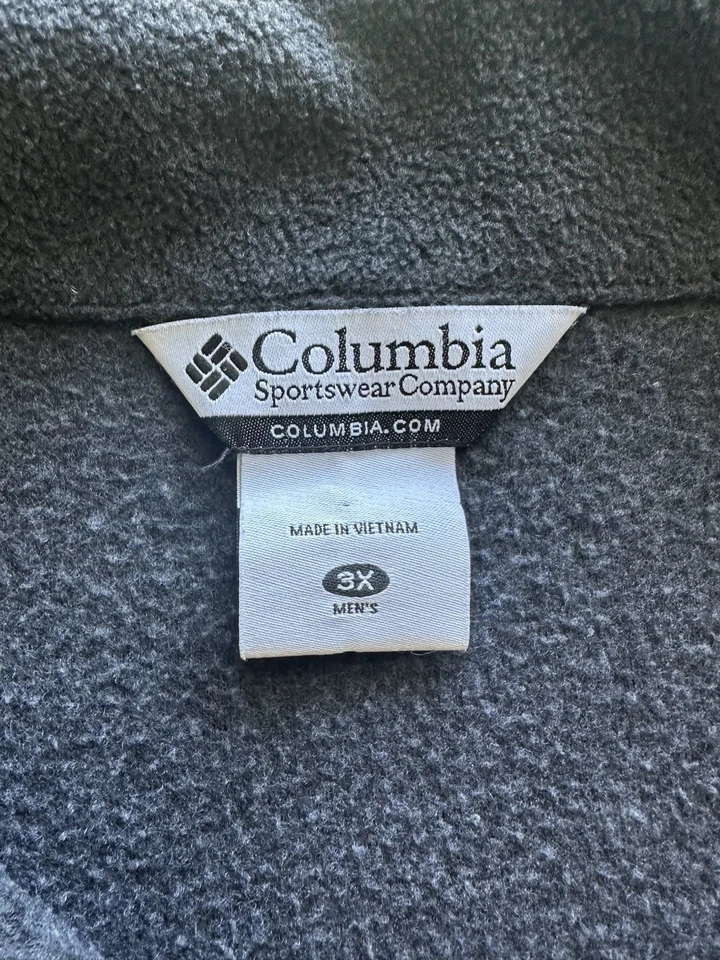 Columbia
Sportswear Company
COLUMBIA.COM
MADE IN VIETNAM
3X
MEN'S